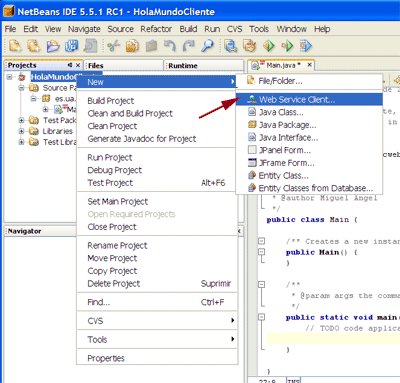 NetBeans IDE 5.5.1 RC1 - HolaMundoCliente
File Edit View Navigate Source Refactor Build Run CVS Tools Window Help
Projects Files Runtime
HolaMundoCliente
Source Pa
es.ua.
Ma
Test Pack
Libraries
Test Libra
Navigator
New
Build Project
Clean and Build Project
Clean Project
Generate Javadoc for Project
Run Project
Debug Project
Test Project Alt+F6
Set Main Project
Open Required Projects
Close Project
Rename Project
Move Project
Copy Project
Delete Project Suprimir
Find... Ctrl+F
CVS
Tools
Properties
File/Folder...
Web Service Client...
Java Class...
Java Package...
Java Interface...
JPanel Form...
JFrame Form...
Entity Class...
Entity Classes from Database...
Main.java *
* @author Miguel Angel
*/
public class Main {
/** Creates a new instan
public Main() {
}
/**
* @param args the comma
*/
public static void main(
// TODO code applica
}
}
INS